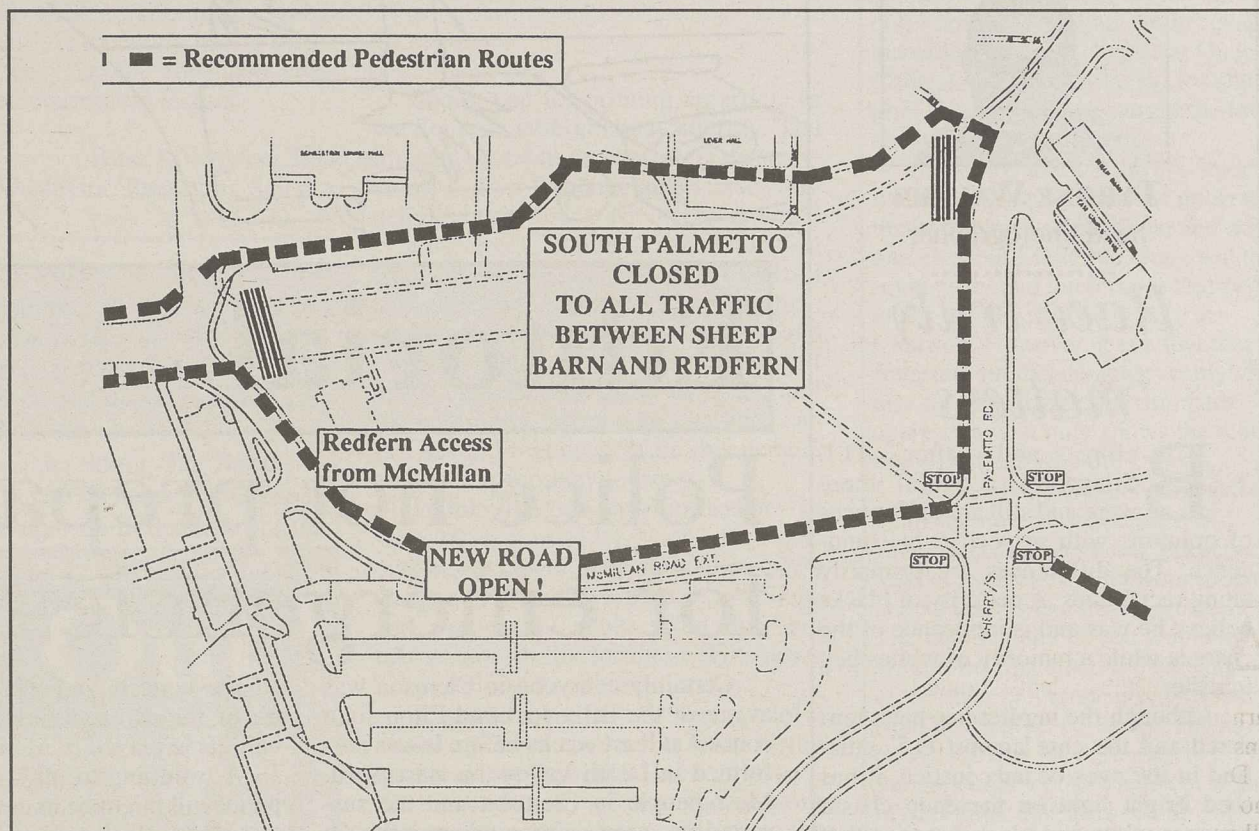 = Recommended Pedestrian Routes
LEVER HALL
SOUTH PALMETTO
CLOSED
TO ALL TRAFFIC
BETWEEN SHEEP
BARN AND REDFERN
Redfern Access
from McMillan
NEW ROAD
OPEN !
McMILLAN ROAD EXT.
PALEMTTO RD.
CHERRY S.
STOP
STOP
STOP
STOP